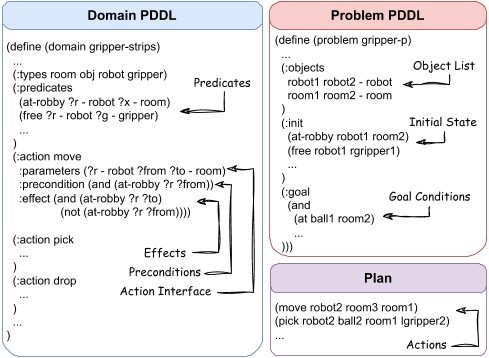 Domain PDDL
(define (domain gripper-strips)
...
(:types room obj robot gripper)
(:predicates
(at-robby ?r - robot ?x - room)
(free ?r - robot ?g - gripper)
...
)
(:action move
:parameters (?r - robot ?from ?to - room)
:precondition (and (at-robby ?r ?from))
:effect (and (at-robby ?r ?to)
(not (at-robby ?r ?from))))
(:action pick
...
)
(:action drop
...
)
...
)
Predicates
Effects
Preconditions
Action Interface
Problem PDDL
(define (problem gripper-p)
...
(:objects
robot1 robot2 - robot
room1 room2 - room
)
(:init
(at-robby robot1 room2)
(free robot1 rgripper1)
...
)
(:goal
(and
(at ball1 room2)
...
)))
Object List
Initial State
Goal Conditions
Plan
(move robot2 room3 room1)
(pick robot2 ball2 room1 lgripper2)
...
Actions